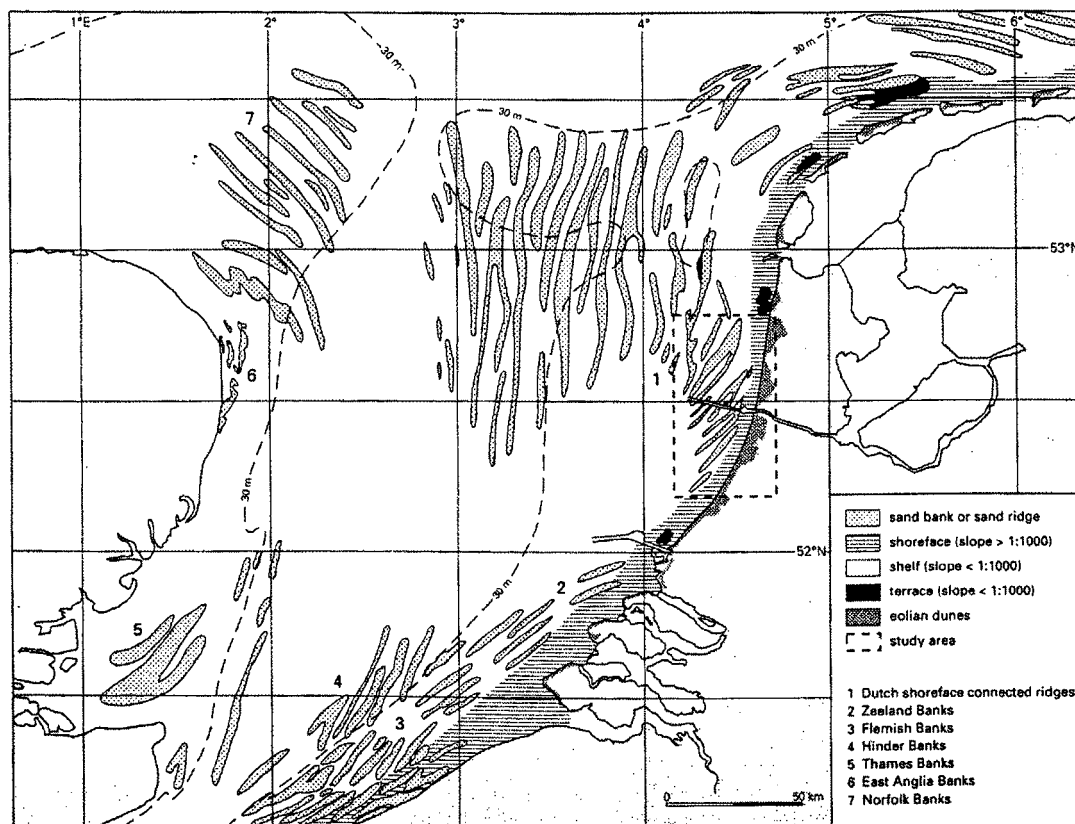 1°E 2° 3° 4° 5° 6°
30 m
30 m
30 m
7
53°N
6
1
30 m
52°N
30 m
2
5
4
3
sand bank or sand ridge
shoreface (slope > 1:1000)
shelf (slope < 1:1000)
terrace (slope < 1:1000)
eolian dunes
study area
1 Dutch shoreface connected ridges
2 Zeeland Banks
3 Flemish Banks
4 Hinder Banks
5 Thames Banks
6 East Anglia Banks
7 Norfolk Banks
0 50 km